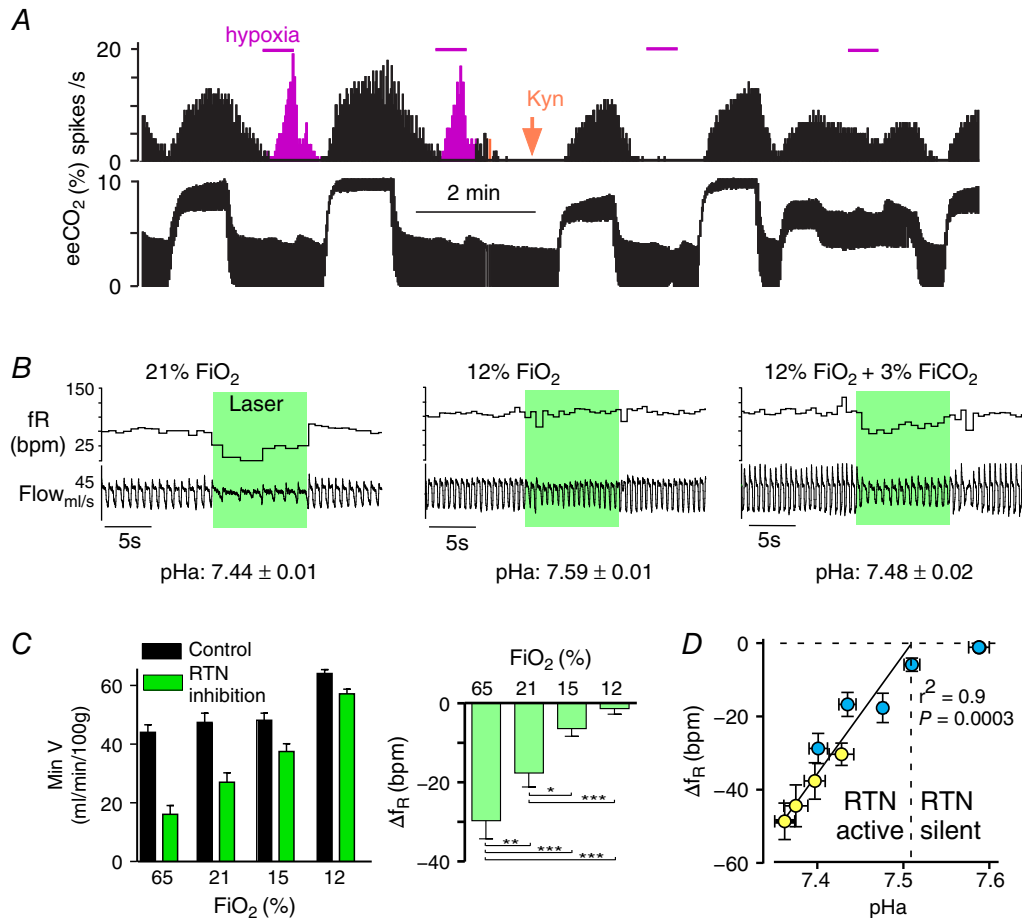 A
hypoxia
Kyn
spikes /s
20
10
0
2 min
eeCO2 (%)
10
0
B
21% FiO2
12% FiO2
12% FiO2 + 3% FiCO2
150
fR
(bpm)
25
Laser
Flow ml/s
45
5s
5s
5s
pHa: 7.44 ± 0.01
pHa: 7.59 ± 0.01
pHa: 7.48 ± 0.02
C
Control
RTN
inhibition
Min V
(ml/min/100g)
60
40
20
0
65 21 15 12
FiO2 (%)
FiO2 (%)
65 21 15 12
ΔfR (bpm)
0
−20
−40
* *** ** *** ***
D
ΔfR (bpm)
0
−20
−40
−60
r2 = 0.9
P = 0.0003
RTN active
RTN silent
7.4 7.5 7.6
pHa